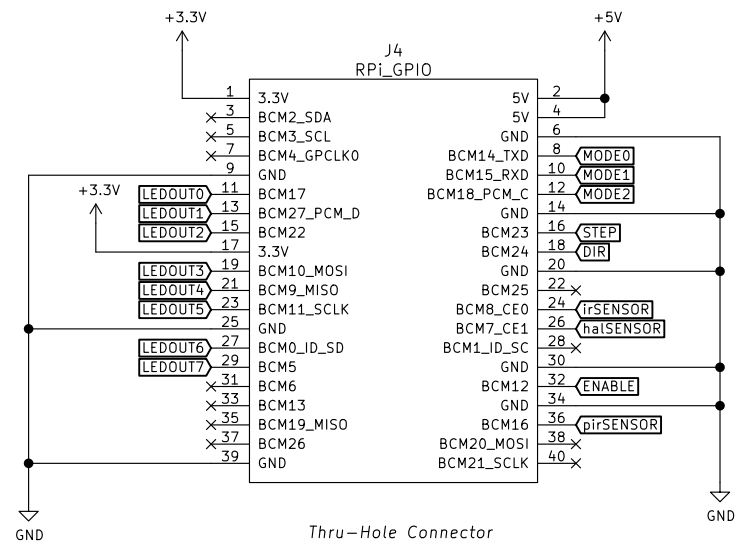 +3.3V
+5V
J4
RPi_GPIO
1 3.3V 5V 2
3 BCM2_SDA 5V 4
5 BCM3_SCL GND 6
7 BCM4_GPCLK0 BCM14_TXD 8 MODE0
9 GND BCM15_RXD 10 MODE1
+3.3V LEDOUT0 11 BCM17 BCM18_PCM_C 12 MODE2
LEDOUT1 13 BCM27_PCM_D GND 14
LEDOUT2 15 BCM22 BCM23 16 STEP
17 3.3V BCM24 18 DIR
LEDOUT3 19 BCM10_MOSI GND 20
LEDOUT4 21 BCM9_MISO BCM25 22
LEDOUT5 23 BCM11_SCLK BCM8_CE0 24 irSENSOR
25 GND BCM7_CE1 26 halSENSOR
LEDOUT6 27 BCM0_ID_SD BCM1_ID_SC 28
LEDOUT7 29 BCM5 GND 30
31 BCM6 BCM12 32 ENABLE
33 BCM13 GND 34
35 BCM19_MISO BCM16 36 pirSENSOR
37 BCM26 BCM20_MOSI 38
39 GND BCM21_SCLK 40
GND
Thru-Hole Connector
GND